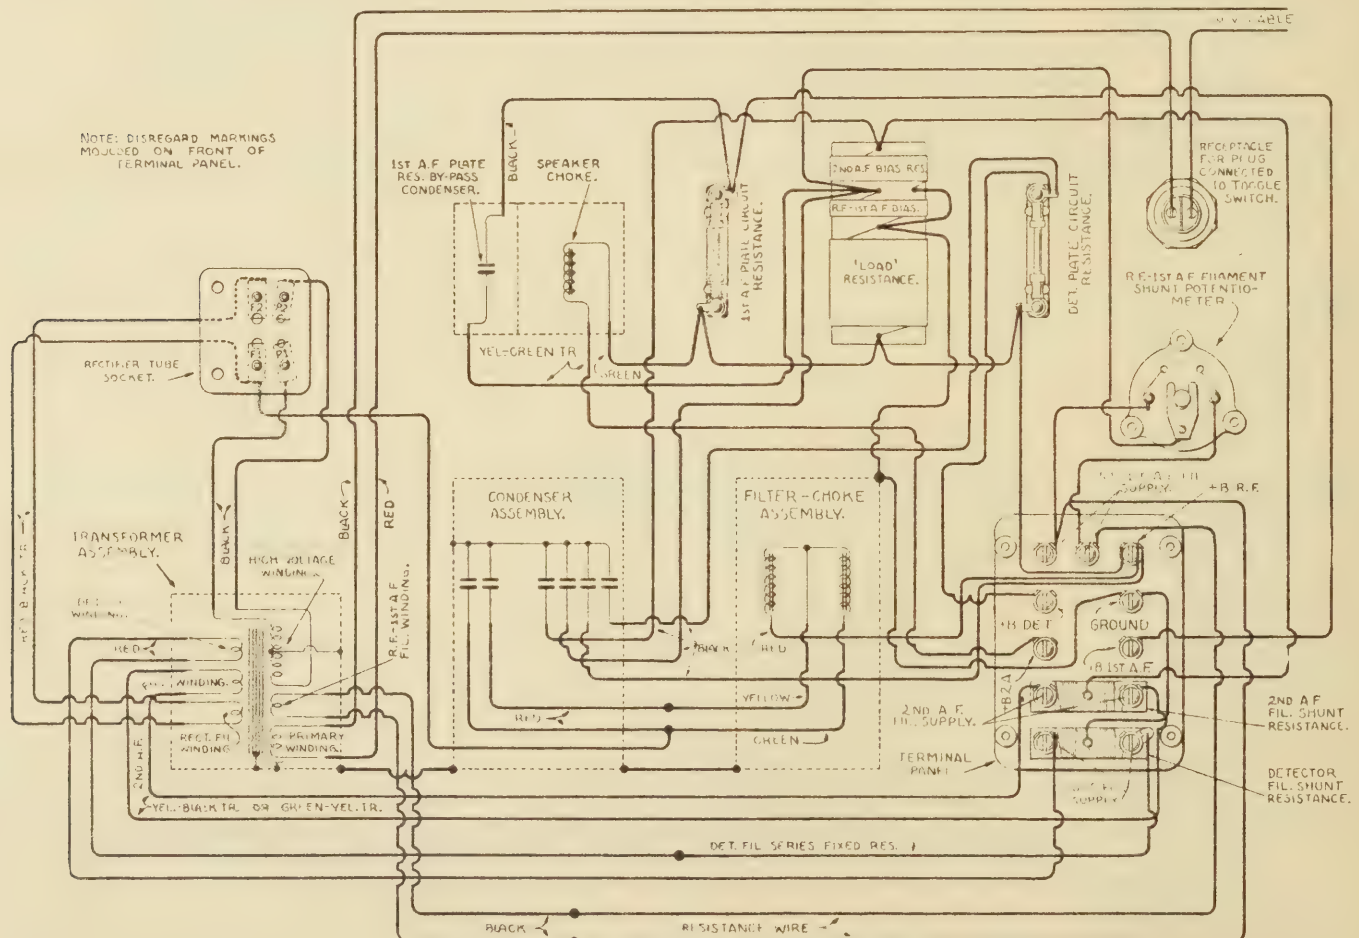 CABLE
NOTE: DISREGARD MARKINGS
MOULDED ON FRONT OF
TERMINAL PANEL.
1ST A.F PLATE
RES. BY-PASS
CONDENSER.
BLACK
SPEAKER
CHOKE.
1ST A.F. PLATE CIRCUIT
RESISTANCE.
2ND A.F BIAS RES.
R.F.-1ST A.F BIAS.
'LOAD'
RESISTANCE.
DET. PLATE CIRCUIT
RESISTANCE.
RECEPTACLE
FOR PLUG
CONNECTED
TO TOGGLE
SWITCH.
R.F.-1ST A.F. FILAMENT
SHUNT POTENTIO-
METER
RECTIFIER TUBE
SOCKET.
YEL-GREEN TR
GREEN
CONDENSER
ASSEMBLY.
FILTER-CHOKE
ASSEMBLY.
SUPPLY.
+B R.F.
TRANSFORMER
ASSEMBLY.
BLACK
BLACK
RED
HIGH VOLTAGE
WINDING
WINDING.
RED
R.F.-1ST A.F.
FIL. WINDING.
WINDING.
RECT. FIL
WINDING
PRIMARY
WINDING.
BLACK
RED
YELLOW
RED
GREEN
+B DET
GROUND
+B 1ST A.F.
2ND A.F.
FIL. SUPPLY.
2ND A.F
FIL. SHUNT
RESISTANCE.
TERMINAL
PANEL
SUPPLY
DETECTOR
FIL. SHUNT
RESISTANCE.
YEL-BLACK TR. OR GREEN-YEL.TR.
DET. FIL SERIES FIXED RES.
BLACK
RESISTANCE WIRE